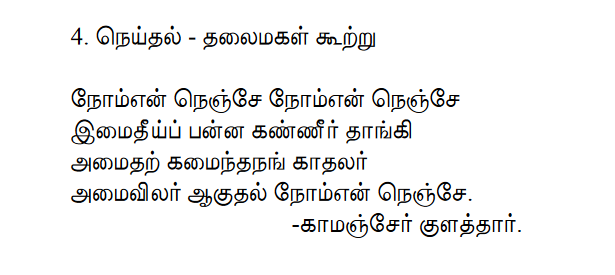 4. நெய்தல் - தலைமகள் கூற்று
நோம்என் நெஞ்சே நோம்என் நெஞ்சே
இமைதீய்ப் பன்ன கண்ணீர் தாங்கி
அமைதற் கமைந்தநங் காதலர்
அமைவிலர் ஆகுதல் நோம்என் நெஞ்சே.
-காமஞ்சேர் குளத்தார்.